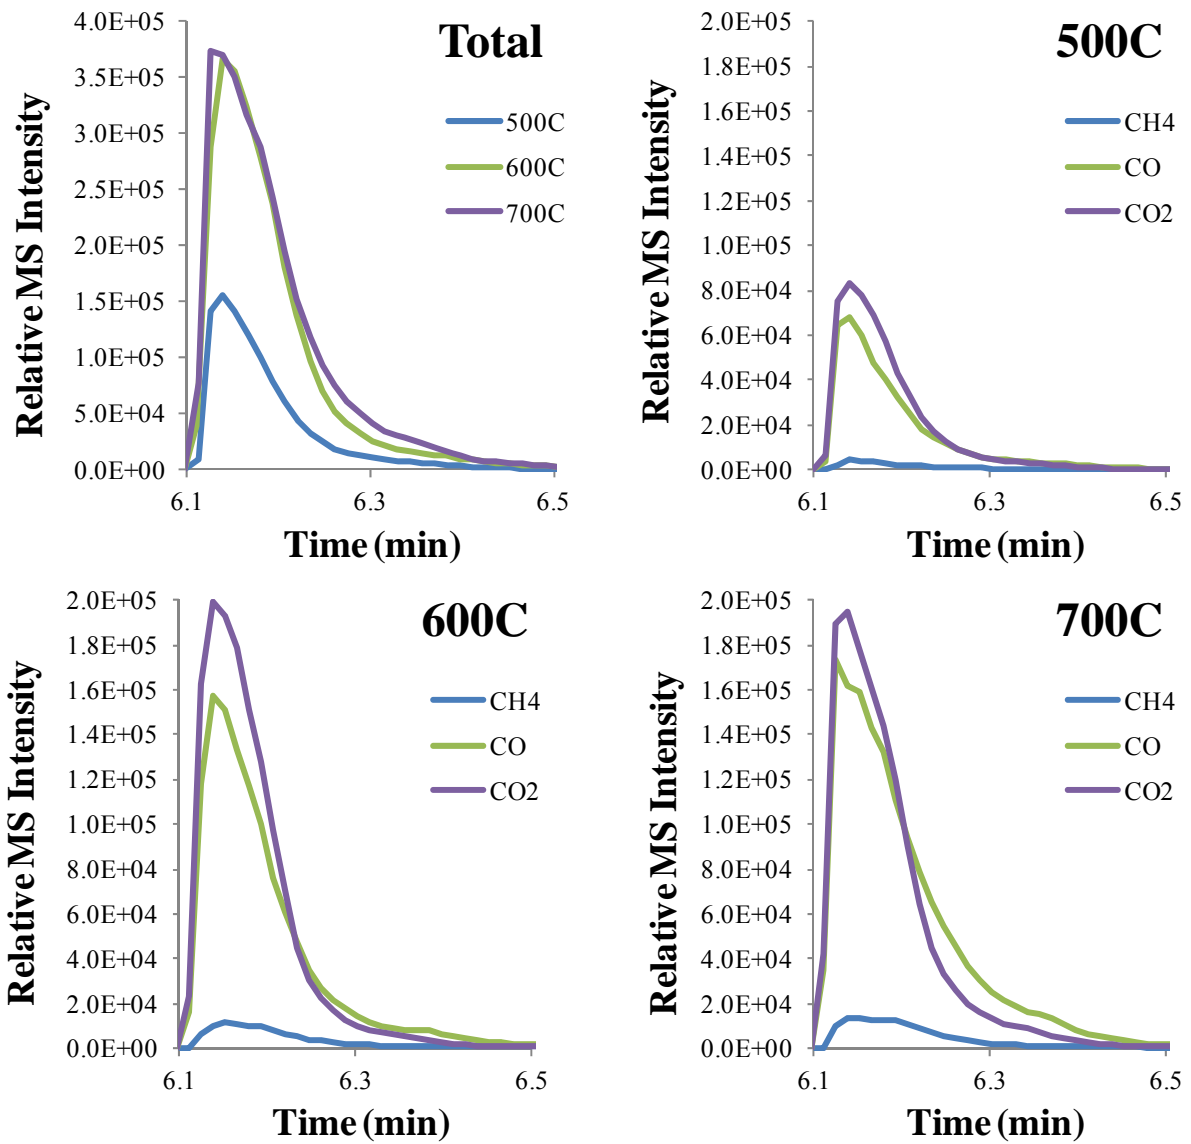 Total
Relative MS Intensity
4.0E+05
3.5E+05
3.0E+05
2.5E+05
2.0E+05
1.5E+05
1.0E+05
5.0E+04
0.0E+00
500C
600C
700C
6.1
6.3
6.5
Time (min)
500C
Relative MS Intensity
2.0E+05
1.8E+05
1.6E+05
1.4E+05
1.2E+05
1.0E+05
8.0E+04
6.0E+04
4.0E+04
2.0E+04
0.0E+00
CH4
CO
CO2
6.1
6.3
6.5
Time (min)
600C
Relative MS Intensity
2.0E+05
1.8E+05
1.6E+05
1.4E+05
1.2E+05
1.0E+05
8.0E+04
6.0E+04
4.0E+04
2.0E+04
0.0E+00
CH4
CO
CO2
6.1
6.3
6.5
Time (min)
700C
Relative MS Intensity
2.0E+05
1.8E+05
1.6E+05
1.4E+05
1.2E+05
1.0E+05
8.0E+04
6.0E+04
4.0E+04
2.0E+04
0.0E+00
CH4
CO
CO2
6.1
6.3
6.5
Time (min)